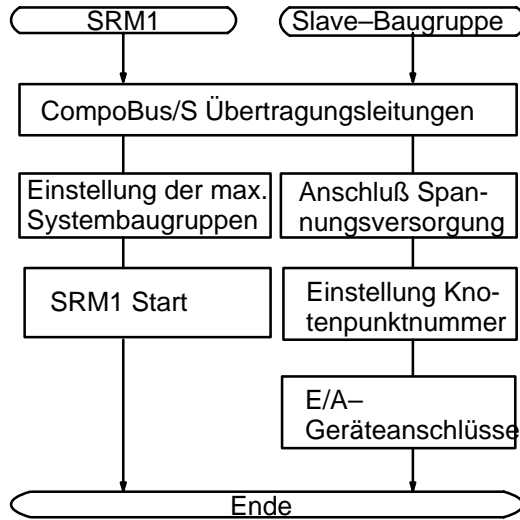 SRM1
Slave–Baugruppe
CompoBus/S Übertragungsleitungen
Einstellung der max.
Systembaugruppen
Anschluß Span-
nungsversorgung
SRM1 Start
Einstellung Kno-
tenpunktnummer
E/A–
Geräteanschlüsse
Ende